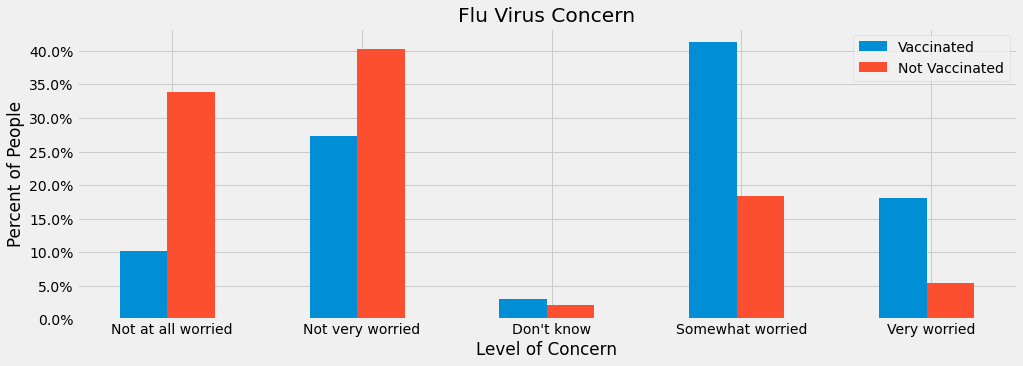 Flu Virus Concern
Percent of People
40.0%
35.0%
30.0%
25.0%
20.0%
15.0%
10.0%
5.0%
0.0%
Vaccinated
Not Vaccinated
Not at all worried
Not very worried
Don't know
Somewhat worried
Very worried
Level of Concern